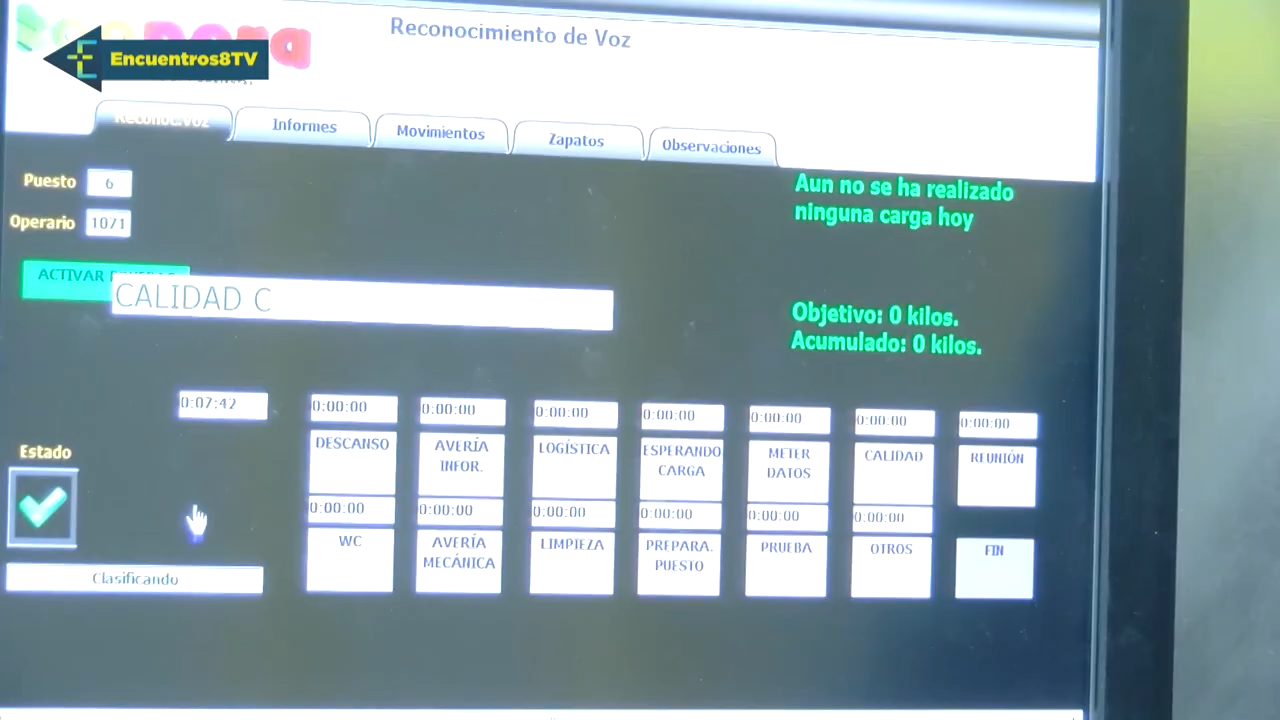 Encuentros8TV
Reconocimiento de Voz
Reconoc.Voz
Informes
Movimientos
Zapatos
Observaciones
Puesto 6
Operario 1071
Aun no se ha realizado
ninguna carga hoy
ACTIVAR
CALIDAD C
Objetivo: 0 kilos.
Acumulado: 0 kilos.
0:07:42
0:00:00 0:00:00 0:00:00 0:00:00 0:00:00 0:00:00 0:00:00
DESCANSO
AVERÍA
INFOR.
LOGÍSTICA
ESPERANDO
CARGA
METER
DATOS
CALIDAD
REUNIÓN
Estado
0:00:00 0:00:00 0:00:00 0:00:00 0:00:00 0:00:00
WC
AVERÍA
MECÁNICA
LIMPIEZA
PREPARA.
PUESTO
PRUEBA
OTROS
FIN
Clasificando